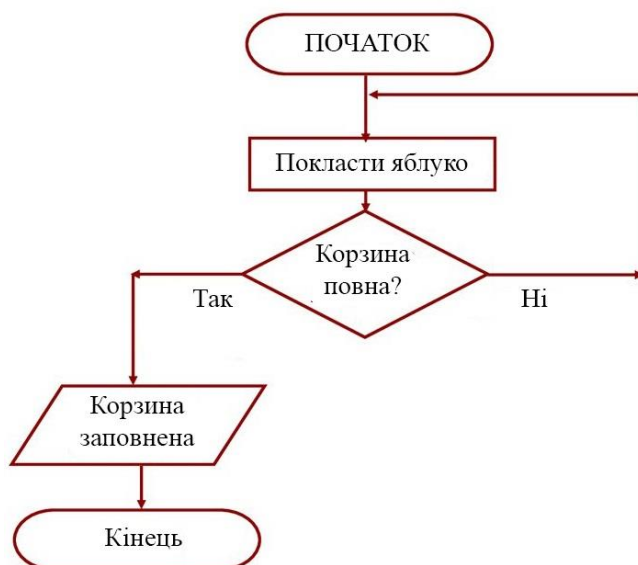 ПОЧАТОК
Покласти яблуко
Корзина
повна?
Так
Ні
Корзина
заповнена
Кінець